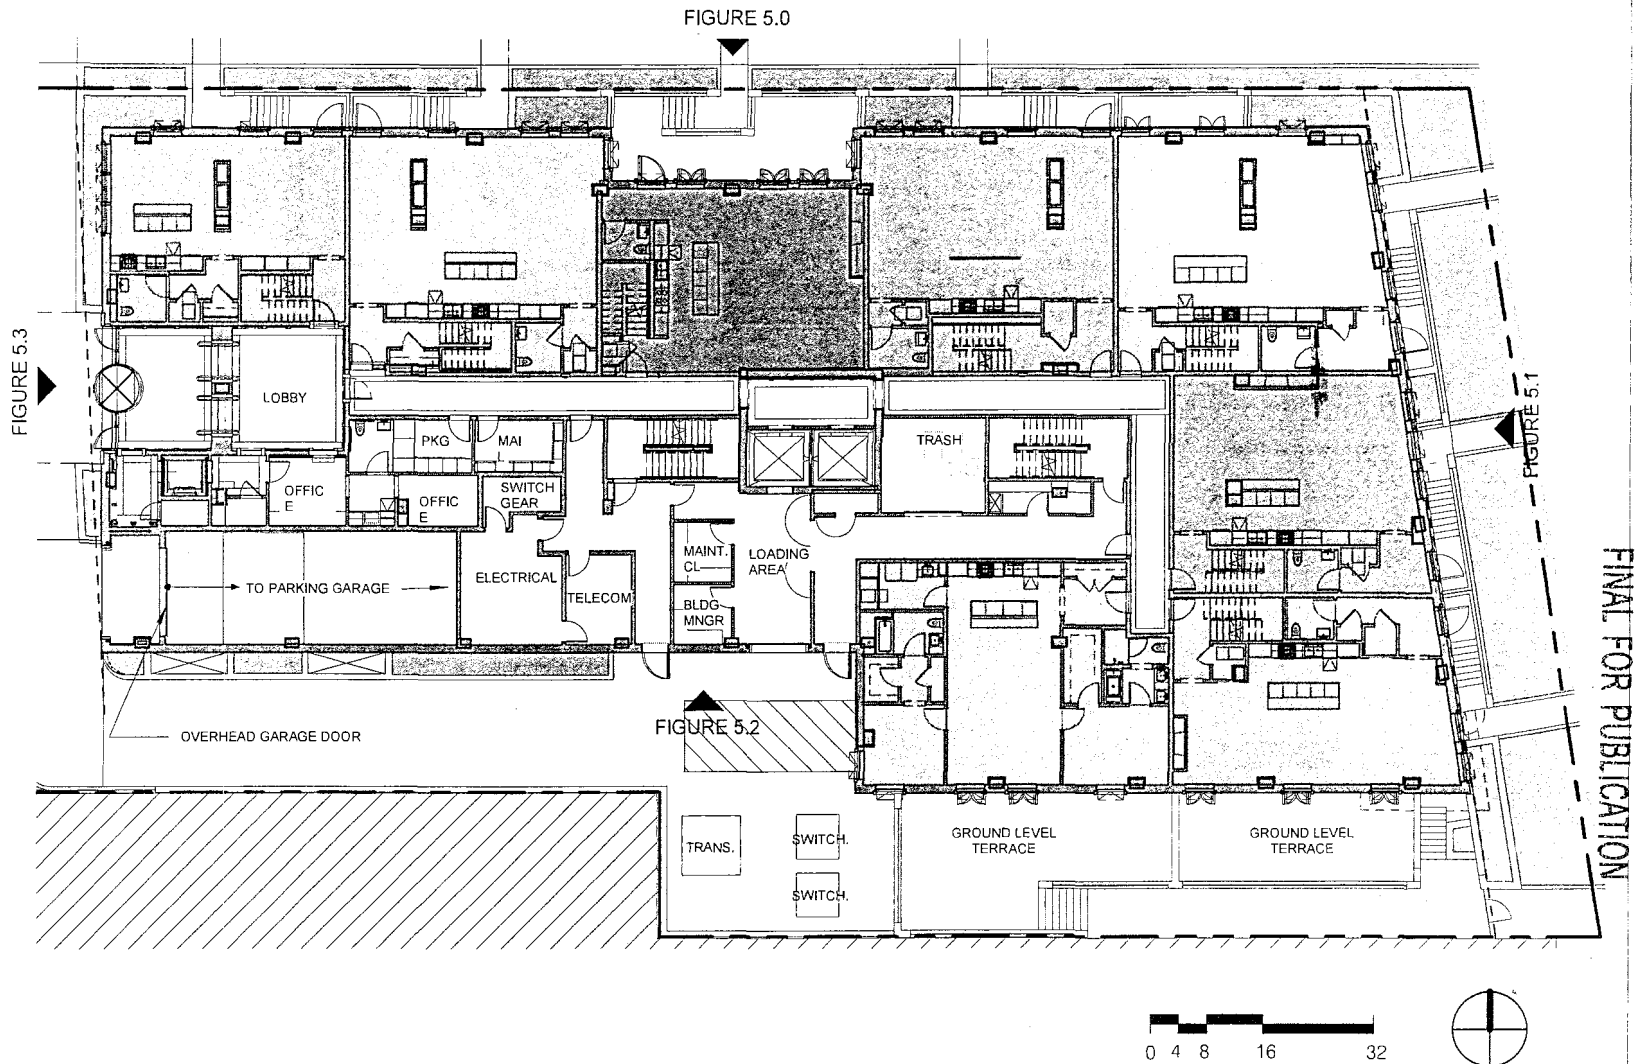 FIGURE 5.0
FIGURE 5.3
LOBBY
PKG
MAI
TRASH
FIGURE 5.1
OFFIC
E
OFFIC
E
SWITCH
GEAR
MAINT.
CL
LOADING
AREA
TO PARKING GARAGE
ELECTRICAL
TELECOM
BLDG
MNGR
FINAL FOR PUBLICATION
FIGURE 5.2
OVERHEAD GARAGE DOOR
TRANS.
SWITCH.
SWITCH.
GROUND LEVEL
TERRACE
GROUND LEVEL
TERRACE
0 4 8 16 32